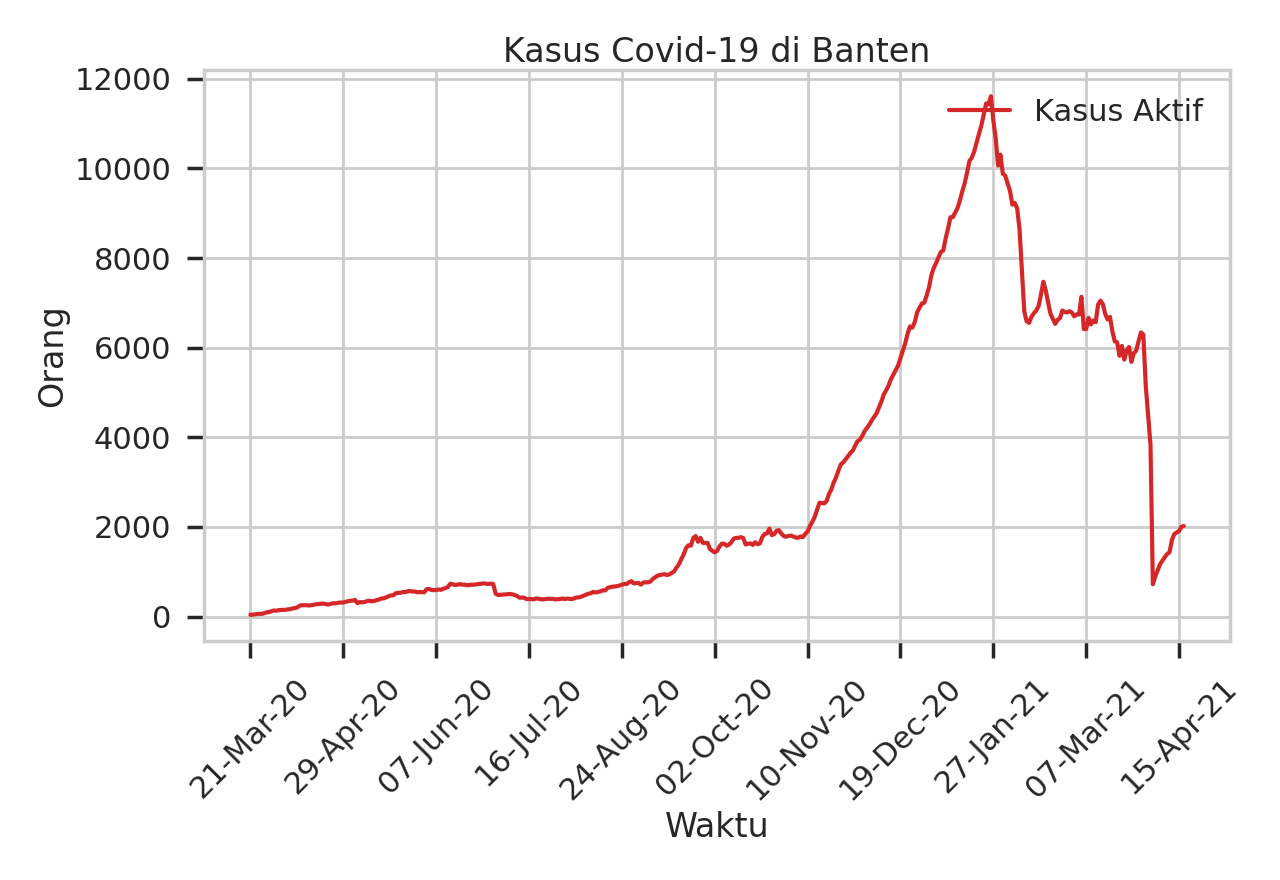 Kasus Covid-19 di Banten
Kasus Aktif
12000
10000
8000
6000
4000
2000
0
Orang
21-Mar-20
29-Apr-20
07-Jun-20
16-Jul-20
24-Aug-20
02-Oct-20
10-Nov-20
19-Dec-20
27-Jan-21
07-Mar-21
15-Apr-21
Waktu